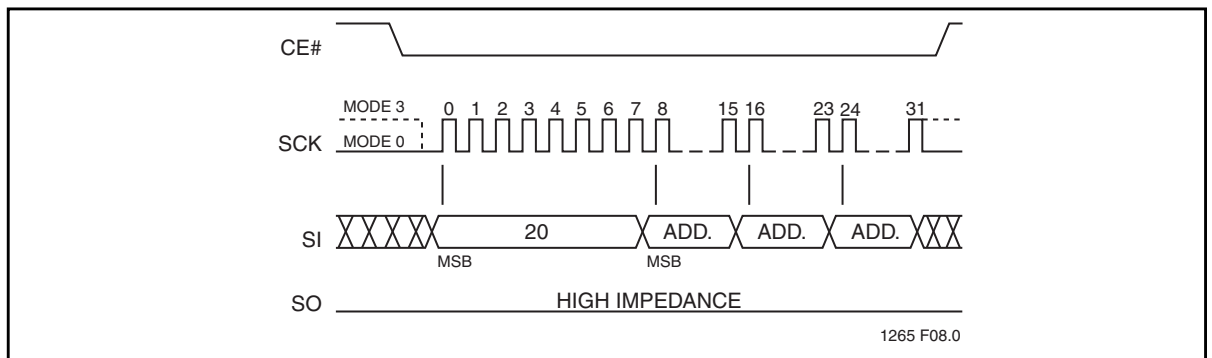 CE#
MODE 3 0 1 2 3 4 5 6 7 8 15 16 23 24 31
SCK MODE 0
SI 20 ADD. ADD. ADD.
MSB MSB
SO HIGH IMPEDANCE
1265 F08.0